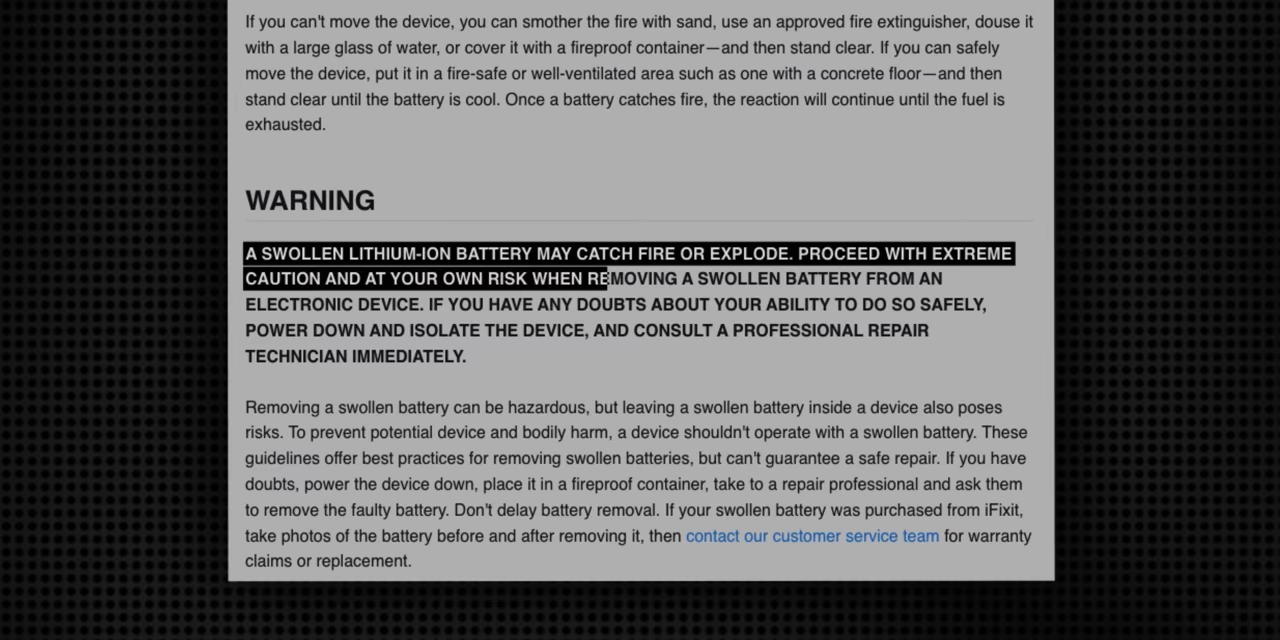 If you can't move the device, you can smother the fire with sand, use an approved fire extinguisher, douse it
with a large glass of water, or cover it with a fireproof container—and then stand clear. If you can safely
move the device, put it in a fire-safe or well-ventilated area such as one with a concrete floor—and then
stand clear until the battery is cool. Once a battery catches fire, the reaction will continue until the fuel is
exhausted.
WARNING
A SWOLLEN LITHIUM-ION BATTERY MAY CATCH FIRE OR EXPLODE. PROCEED WITH EXTREME
CAUTION AND AT YOUR OWN RISK WHEN REMOVING A SWOLLEN BATTERY FROM AN
ELECTRONIC DEVICE. IF YOU HAVE ANY DOUBTS ABOUT YOUR ABILITY TO DO SO SAFELY,
POWER DOWN AND ISOLATE THE DEVICE, AND CONSULT A PROFESSIONAL REPAIR
TECHNICIAN IMMEDIATELY.
Removing a swollen battery can be hazardous, but leaving a swollen battery inside a device also poses
risks. To prevent potential device and bodily harm, a device shouldn't operate with a swollen battery. These
guidelines offer best practices for removing swollen batteries, but can't guarantee a safe repair. If you have
doubts, power the device down, place it in a fireproof container, take to a repair professional and ask them
to remove the faulty battery. Don't delay battery removal. If your swollen battery was purchased from iFixit,
take photos of the battery before and after removing it, then contact our customer service team for warranty
claims or replacement.